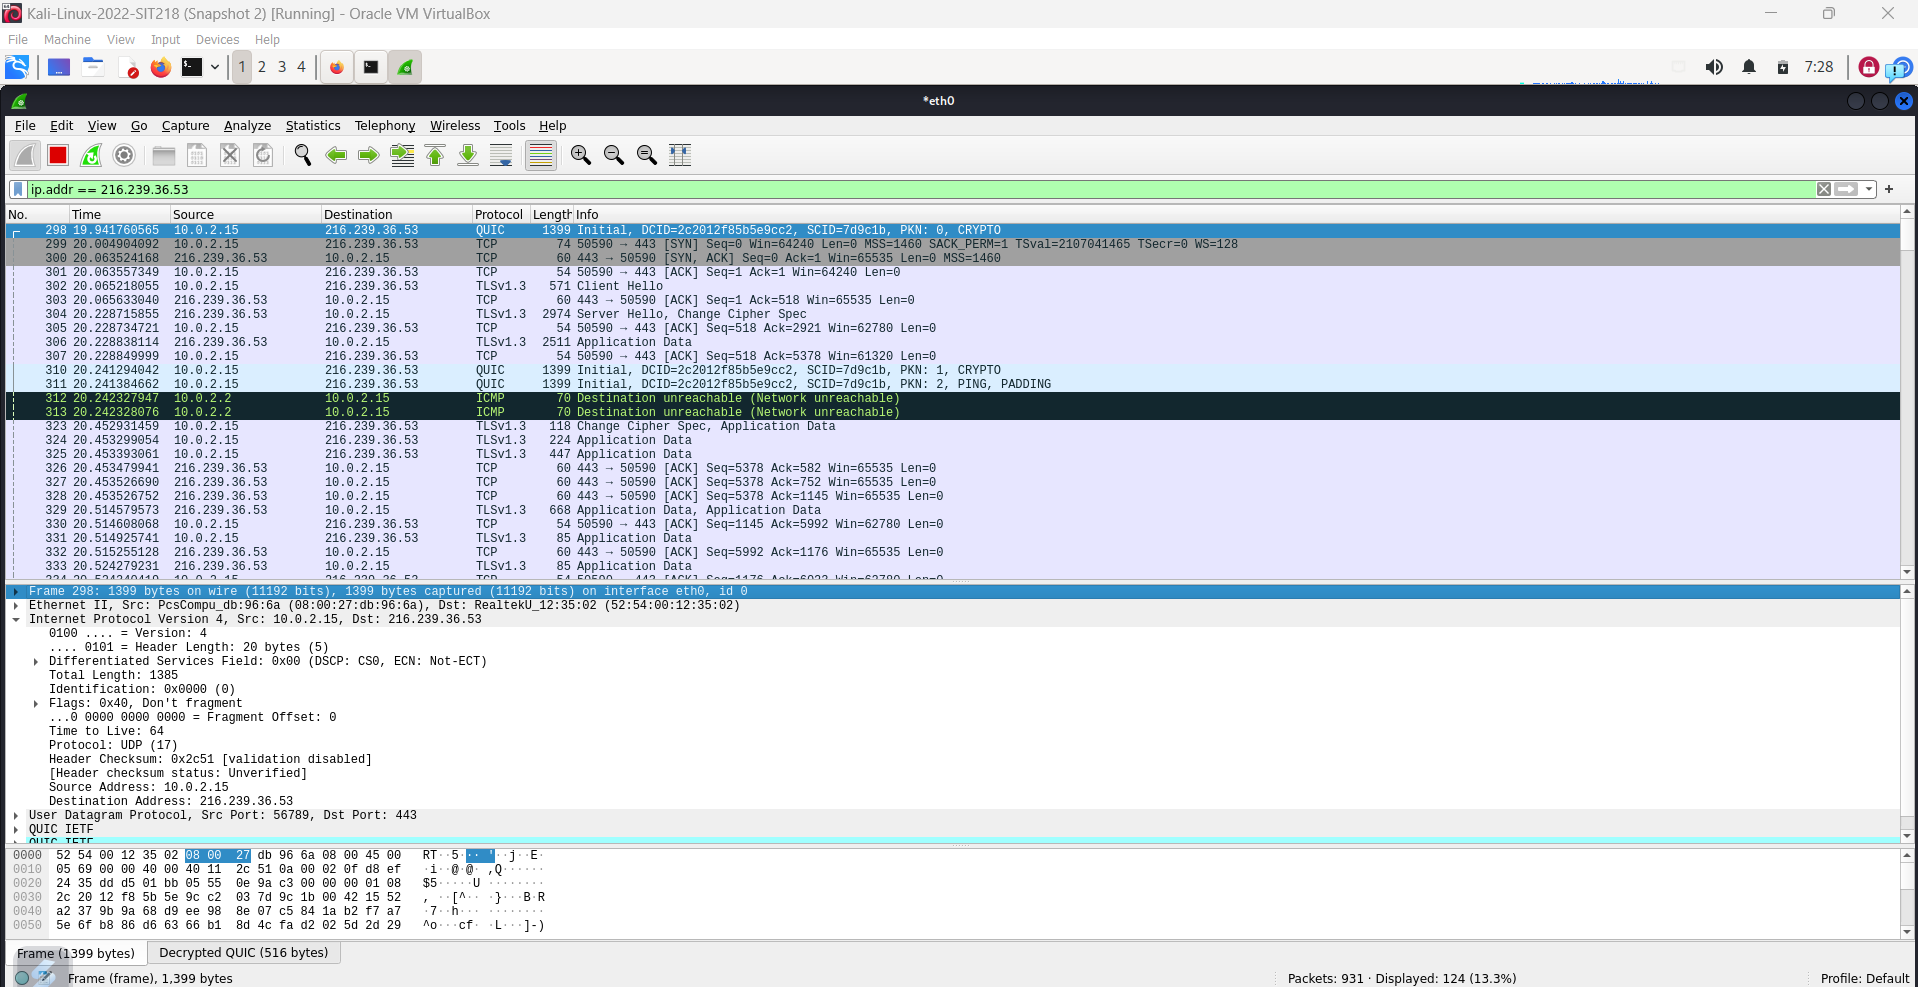 Kali-Linux-2022-SIT218 (Snapshot 2) [Running] - Oracle VM VirtualBox
File Machine View Input Devices Help
1 2 3 4 7:28
*eth0
File Edit View Go Capture Analyze Statistics Telephony Wireless Tools Help
ip.addr == 216.239.36.53
No. Time Source Destination Protocol Length Info
298 19.941760565 10.0.2.15 216.239.36.53 QUIC 1399 Initial, DCID=2c2012f85b5e9cc2, SCID=7d9c1b, PKN: 0, CRYPTO
299 20.004904092 10.0.2.15 216.239.36.53 TCP 74 50590 → 443 [SYN] Seq=0 Win=64240 Len=0 MSS=1460 SACK_PERM=1 TSval=2107041465 TSecr=0 WS=128
300 20.063524168 216.239.36.53 10.0.2.15 TCP 60 443 → 50590 [SYN, ACK] Seq=0 Ack=1 Win=65535 Len=0 MSS=1460
301 20.063557349 10.0.2.15 216.239.36.53 TCP 54 50590 → 443 [ACK] Seq=1 Ack=1 Win=64240 Len=0
302 20.065218055 10.0.2.15 216.239.36.53 TLSv1.3 571 Client Hello
303 20.065633040 216.239.36.53 10.0.2.15 TCP 60 443 → 50590 [ACK] Seq=1 Ack=518 Win=65535 Len=0
304 20.228715855 216.239.36.53 10.0.2.15 TLSv1.3 2974 Server Hello, Change Cipher Spec
305 20.228734721 10.0.2.15 216.239.36.53 TCP 54 50590 → 443 [ACK] Seq=518 Ack=2921 Win=62780 Len=0
306 20.228838114 216.239.36.53 10.0.2.15 TLSv1.3 2511 Application Data
307 20.228849999 10.0.2.15 216.239.36.53 TCP 54 50590 → 443 [ACK] Seq=518 Ack=5378 Win=61320 Len=0
310 20.241294042 10.0.2.15 216.239.36.53 QUIC 1399 Initial, DCID=2c2012f85b5e9cc2, SCID=7d9c1b, PKN: 1, CRYPTO
311 20.241384662 10.0.2.15 216.239.36.53 QUIC 1399 Initial, DCID=2c2012f85b5e9cc2, SCID=7d9c1b, PKN: 2, PING, PADDING
312 20.242327947 10.0.2.2 10.0.2.15 ICMP 70 Destination unreachable (Network unreachable)
313 20.242328076 10.0.2.2 10.0.2.15 ICMP 70 Destination unreachable (Network unreachable)
323 20.452931459 10.0.2.15 216.239.36.53 TLSv1.3 118 Change Cipher Spec, Application Data
324 20.453299054 10.0.2.15 216.239.36.53 TLSv1.3 224 Application Data
325 20.453393061 10.0.2.15 216.239.36.53 TLSv1.3 447 Application Data
326 20.453479941 216.239.36.53 10.0.2.15 TCP 60 443 → 50590 [ACK] Seq=5378 Ack=582 Win=65535 Len=0
327 20.453526690 216.239.36.53 10.0.2.15 TCP 60 443 → 50590 [ACK] Seq=5378 Ack=752 Win=65535 Len=0
328 20.453526752 216.239.36.53 10.0.2.15 TCP 60 443 → 50590 [ACK] Seq=5378 Ack=1145 Win=65535 Len=0
329 20.514579573 216.239.36.53 10.0.2.15 TLSv1.3 668 Application Data, Application Data
330 20.514608068 10.0.2.15 216.239.36.53 TCP 54 50590 → 443 [ACK] Seq=1145 Ack=5992 Win=62780 Len=0
331 20.514925741 10.0.2.15 216.239.36.53 TLSv1.3 85 Application Data
332 20.515255128 216.239.36.53 10.0.2.15 TCP 60 443 → 50590 [ACK] Seq=5992 Ack=1176 Win=65535 Len=0
333 20.524279231 216.239.36.53 10.0.2.15 TLSv1.3 85 Application Data
Frame 298: 1399 bytes on wire (11192 bits), 1399 bytes captured (11192 bits) on interface eth0, id 0
Ethernet II, Src: PcsCompu_db:96:6a (08:00:27:db:96:6a), Dst: RealtekU_12:35:02 (52:54:00:12:35:02)
Internet Protocol Version 4, Src: 10.0.2.15, Dst: 216.239.36.53
0100 .... = Version: 4
.... 0101 = Header Length: 20 bytes (5)
Differentiated Services Field: 0x00 (DSCP: CS0, ECN: Not-ECT)
Total Length: 1385
Identification: 0x0000 (0)
Flags: 0x40, Don't fragment
...0 0000 0000 0000 = Fragment Offset: 0
Time to Live: 64
Protocol: UDP (17)
Header Checksum: 0x2c51 [validation disabled]
[Header checksum status: Unverified]
Source Address: 10.0.2.15
Destination Address: 216.239.36.53
User Datagram Protocol, Src Port: 56789, Dst Port: 443
QUIC IETF
QUIC IETF
0000 52 54 00 12 35 02 08 00 27 db 96 6a 08 00 45 00 RT··5··· '··j··E·
0010 05 69 00 00 40 00 40 11 2c 51 0a 00 02 0f d8 ef ·i··@·@· ,Q······
0020 24 35 dd d5 01 bb 05 55 0e 9a c3 00 00 00 01 08 $5·····U ········
0030 2c 20 12 f8 5b 5e 9c c2 03 7d 9c 1b 00 42 15 52 , ··[^·· ·}···B·R
0040 a2 37 9b 9a 68 d9 ee 98 8e 07 c5 84 1a b2 f7 a7 ·7··h··· ········
0050 5e 6f b8 86 d6 63 66 b1 8d 4c fa d2 02 5d 2d 29 ^o···cf· ·L···]-)
Frame (1399 bytes) Decrypted QUIC (516 bytes)
Frame (frame), 1,399 bytes Packets: 931 · Displayed: 124 (13.3%) Profile: Default